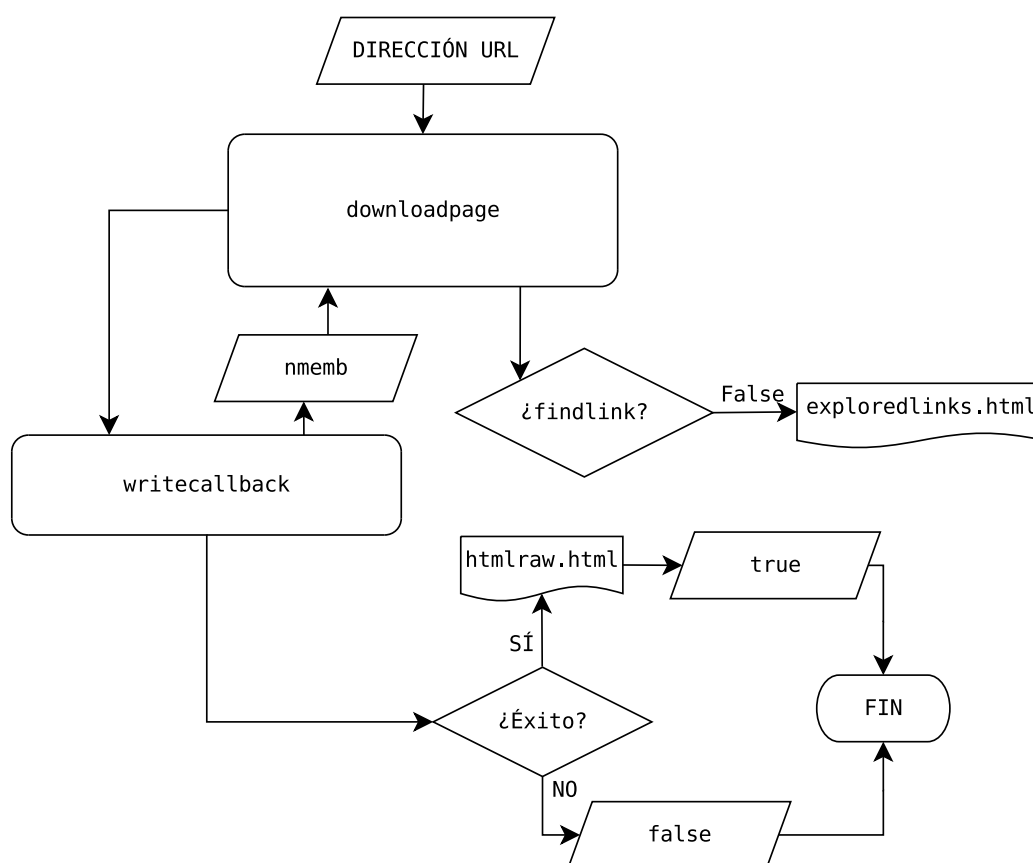 DIRECCIÓN URL
downloadpage
nmemb
¿findlink?
False
exploredlinks.html
writecallback
htmlraw.html
true
SÍ
¿Éxito?
FIN
NO
false